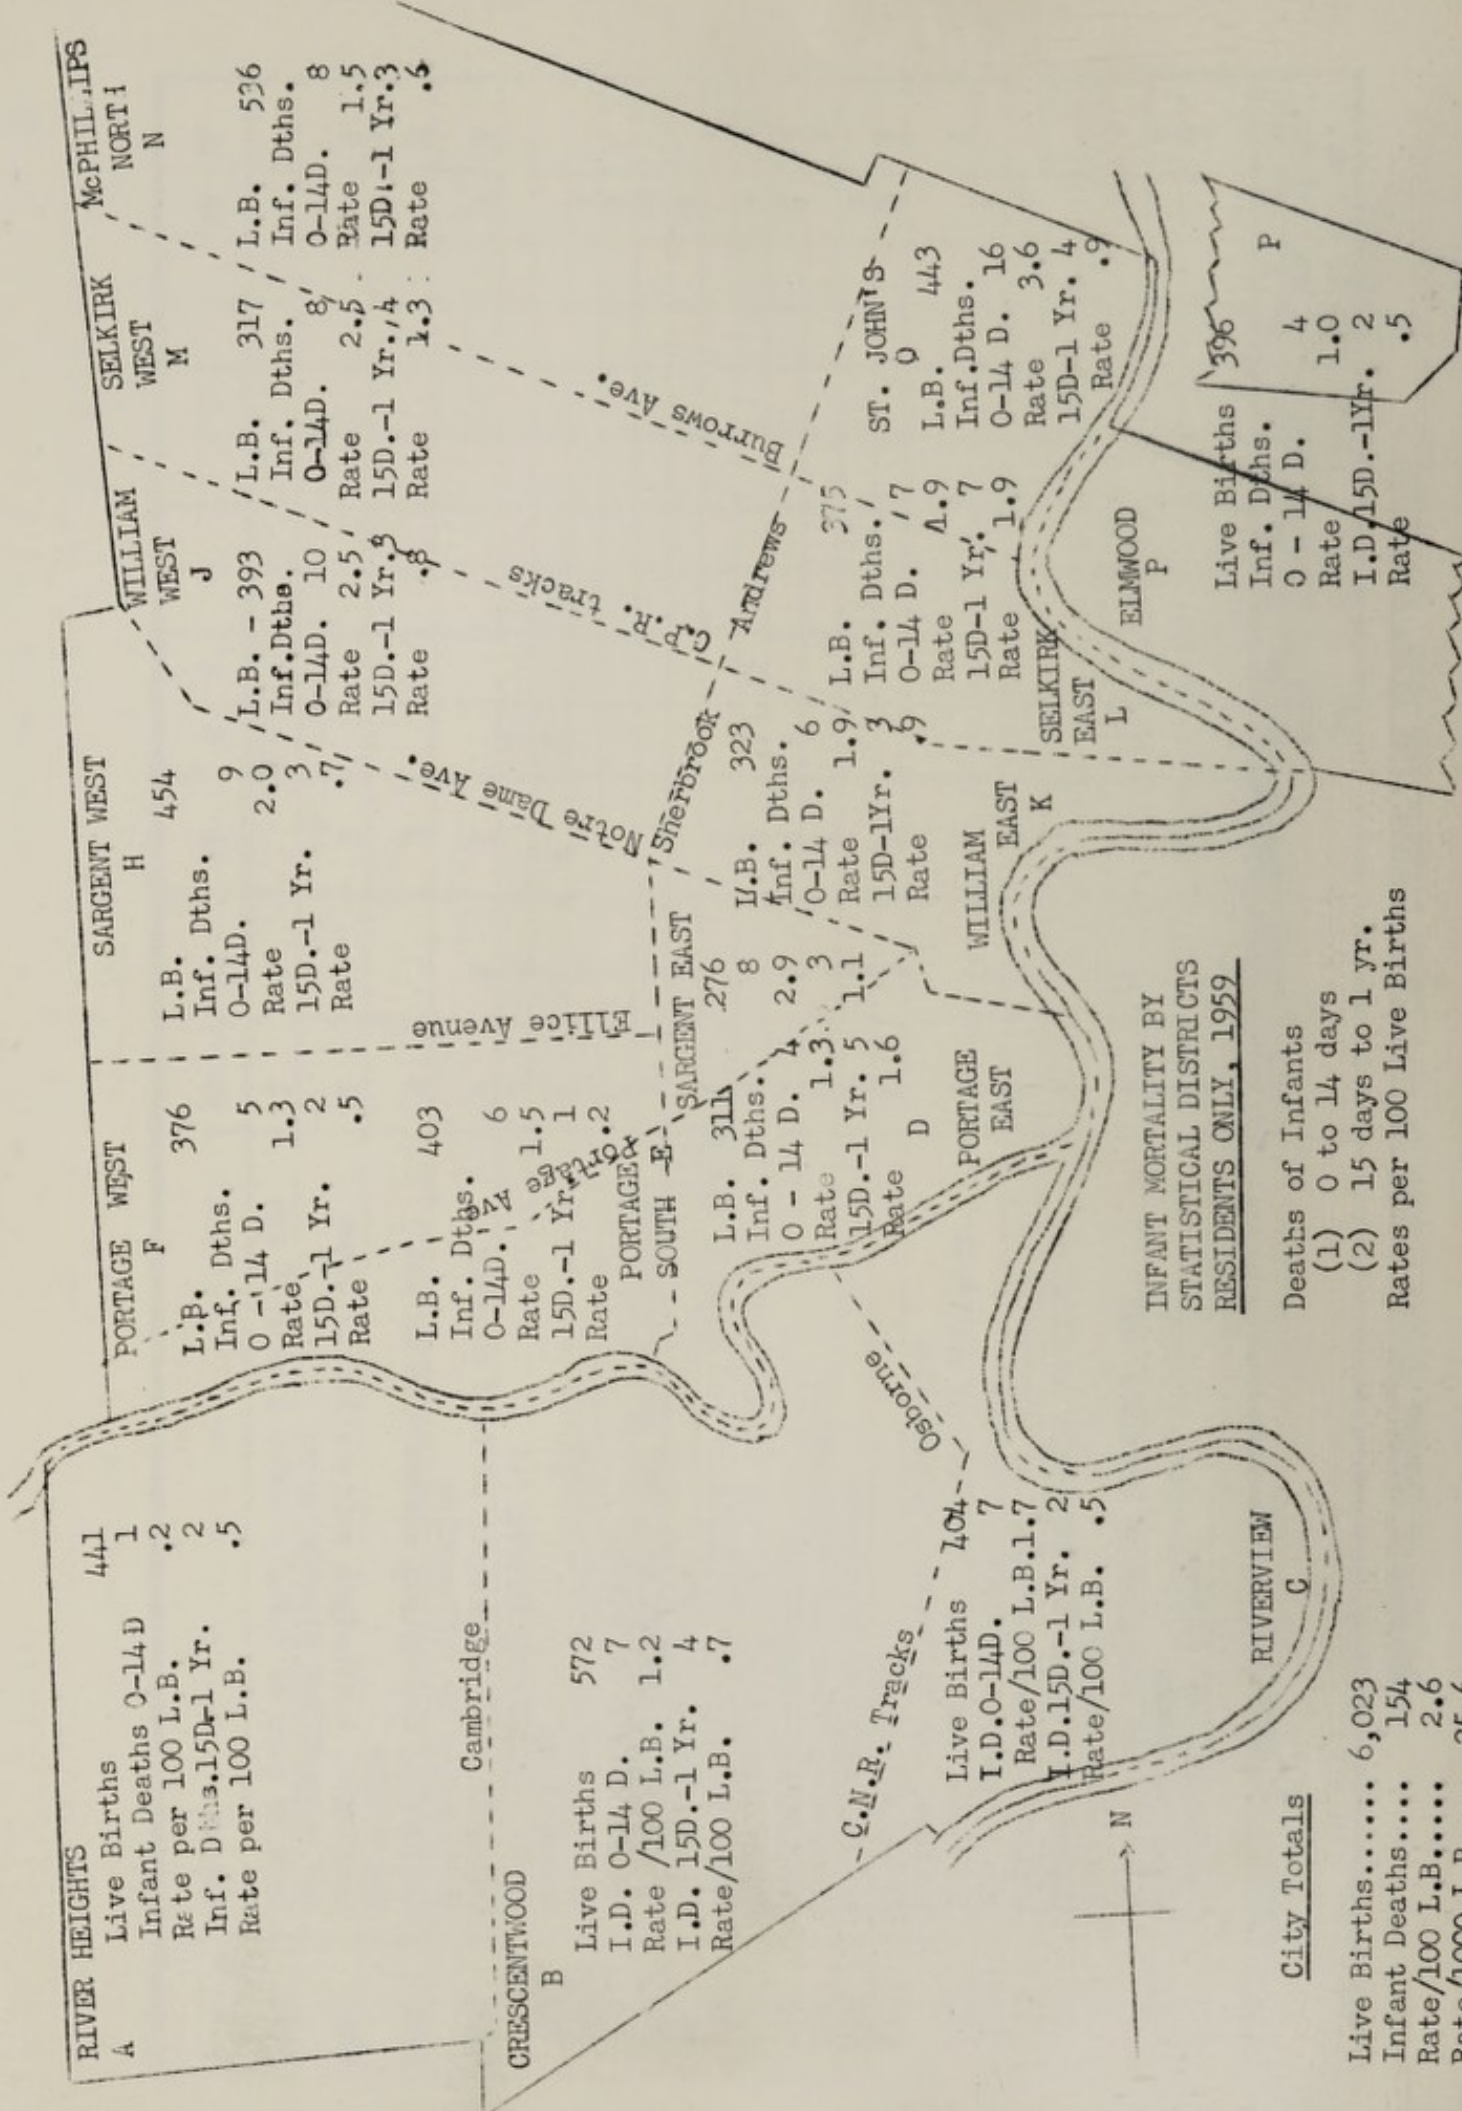 RIVER HEIGHTS
A
Live Births 441
Infant Deaths 0-14D 1
Rate per 100 L.B. .2
Inf. Dths.15D-1 Yr. 2
Rate per 100 L.B. .5
Cambridge
CRESCENTWOOD
B
Live Births 572
I.D. 0-14 D. 7
Rate /100 L.B. 1.2
I.D. 15D.-1 Yr. 4
Rate/100 L.B. .7
C.N.R. Tracks
Osborne
Live Births 404
I.D.0-14D. 7
Rate/100 L.B.1.7
I.D.15D.-1 Yr. 2
Rate/100 L.B. .5
RIVERVIEW
C
N
City Totals
Live Births...... 6,023
Infant Deaths.... 154
Rate/100 L.B..... 2.6
PORTAGE WEST
F
L.B. 376
Inf. Dths.
0 - 14 D. 5
Rate 1.3
15D.-1 Yr. 2
Rate .5
L.B. 403
Inf. Dths.
0-14D. 6
Rate 1.5
15D.-1 Yr. 1
Rate .2
Portage Av.
PORTAGE
SOUTH E
Ellice Avenue
SARGENT WEST
H
L.B. 454
Inf. Dths.
0-14D. 9
Rate 2.0
15D.-1 Yr. 3
Rate .7
Notre Dame Ave.
Sherbrook
SARGENT EAST
276
8
2.9
3
1.1
L.B. 311
Inf. Dths.
0 - 14 D. 4
Rate 1.3
15D.-1 Yr. 5
Rate 1.6
D
PORTAGE
EAST
WILLIAM
WEST
J
L.B. - 393
Inf.Dths.
0-14D. 10
Rate 2.5
15D.-1 Yr.3
Rate .8
C.P.R. tracks
Andrews
L.B. 323
Inf. Dths.
0-14 D. 6
Rate 1.9
15D-1Yr. 3
Rate .9
WILLIAM
EAST
K
SELKIRK
WEST
M
L.B. 317
Inf. Dths.
0-14D. 8
Rate 2.5
15D.-1 Yr. 4
Rate 1.3
Burrows Ave.
L.B. 375
Inf. Dths.
0-14 D. 7
Rate 1.9
15D-1 Yr. 7
Rate 1.9
SELKIRK
EAST
L
McPHILLIPS
NORTH
N
L.B. 536
Inf. Dths.
0-14D. 8
Rate 1.5
15D.-1 Yr.3
Rate .6
ST. JOHN'S
O
L.B. 443
Inf.Dths.
0-14 D. 16
Rate 3.6
15D-1 Yr. 4
Rate .9
ELMWOOD
P
Live Births 396
P
Inf. Dths.
0 - 14 D. 4
Rate 1.0
I.D.15D.-1Yr. 2
Rate .5
INFANT MORTALITY BY
STATISTICAL DISTRICTS
RESIDENTS ONLY, 1959
Deaths of Infants
(1) 0 to 14 days
(2) 15 days to 1 yr.
Rates per 100 Live Births